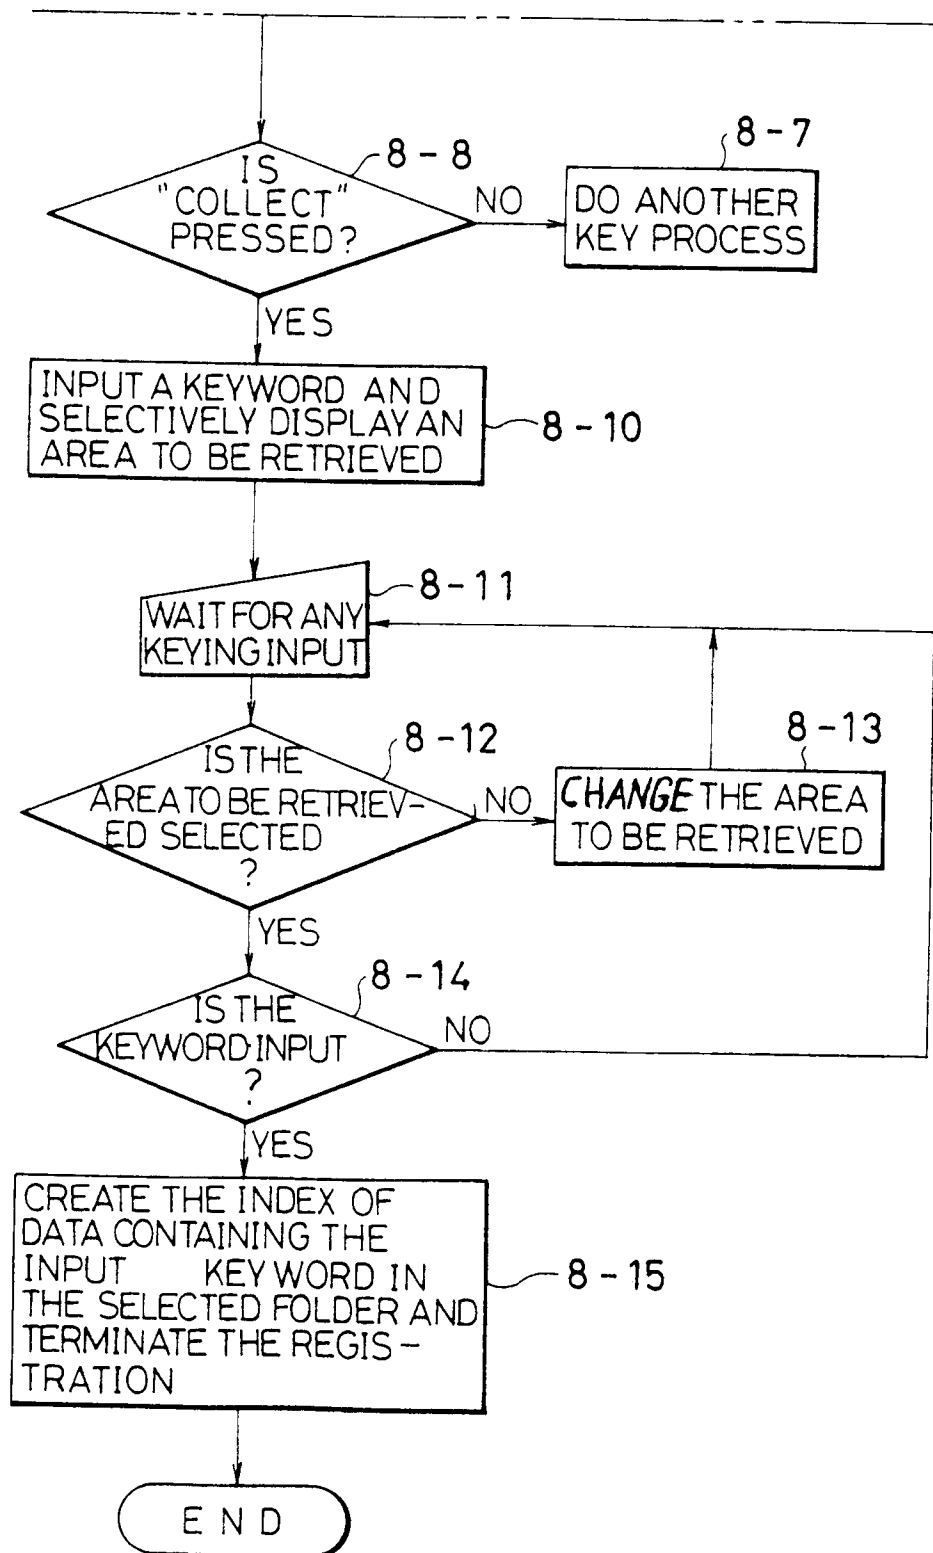 8-8
IS
"COLLECT"
PRESSED?
NO
8-7
DO ANOTHER
KEY PROCESS
YES
INPUT A KEYWORD AND
SELECTIVELY DISPLAY AN
AREA TO BE RETRIEVED
8-10
WAIT FOR ANY
KEYING INPUT
8-11
IS THE
AREA TO BE RETRIEV-
ED SELECTED
?
8-12
NO
8-13
CHANGE THE AREA
TO BE RETRIEVED
YES
8-14
IS THE
KEYWORD INPUT
?
NO
YES
CREATE THE INDEX OF
DATA CONTAINING THE
INPUT KEY WORD IN
THE SELECTED FOLDER AND
TERMINATE THE REGIS-
TRATION
8-15
END